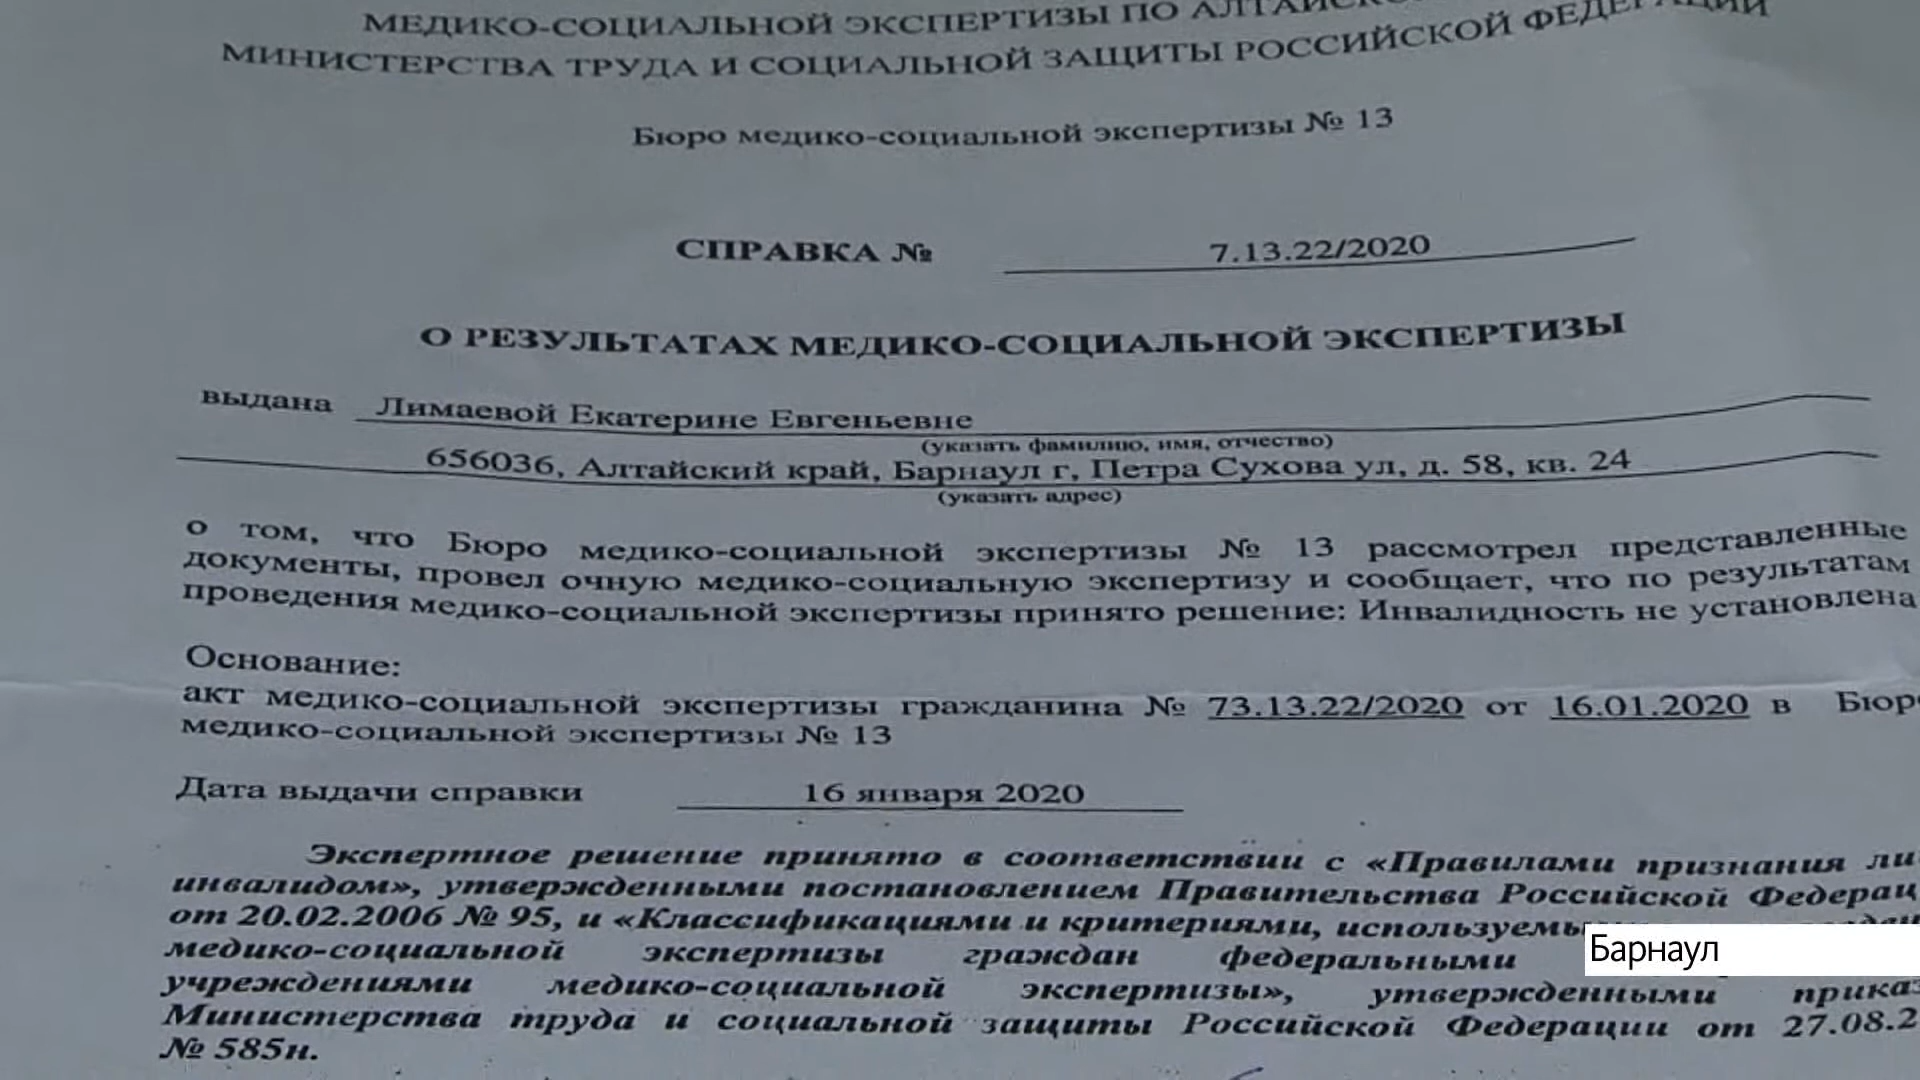 МЕДИКО-СОЦИАЛЬНОЙ ЭКСПЕРТИЗЫ ПО
МИНИСТЕРСТВА ТРУДА И СОЦИАЛЬНОЙ ЗАЩИТЫ РОССИЙСКОЙ ФЕДЕРАЦИИ
Бюро медико-социальной экспертизы № 13
СПРАВКА № 7.13.22/2020
О РЕЗУЛЬТАТАХ МЕДИКО-СОЦИАЛЬНОЙ ЭКСПЕРТИЗЫ
выдана Лимаевой Екатерине Евгеньевне
(указать фамилию, имя, отчество)
656036, Алтайский край, Барнаул г, Петра Сухова ул, д. 58, кв. 24
(указать адрес)
о том, что Бюро медико-социальной экспертизы № 13 рассмотрел представленные
документы, провел очную медико-социальную экспертизу и сообщает, что по результатам
проведения медико-социальной экспертизы принято решение: Инвалидность не установлена
Основание:
акт медико-социальной экспертизы гражданина № 73.13.22/2020 от 16.01.2020 в Бюро
медико-социальной экспертизы № 13
Дата выдачи справки 16 января 2020
Экспертное решение принято в соответствии с «Правилами признания
инвалидом», утвержденными постановлением Правительства Российской
от 20.02.2006 № 95, и «Классификациями и критериями,
медико-социальной экспертизы граждан федеральными
учреждениями медико-социальной экспертизы», утвержденными
Министерства труда и социальной защиты Российской Федерации от 27.08.2
№ 585н.
Барнаул